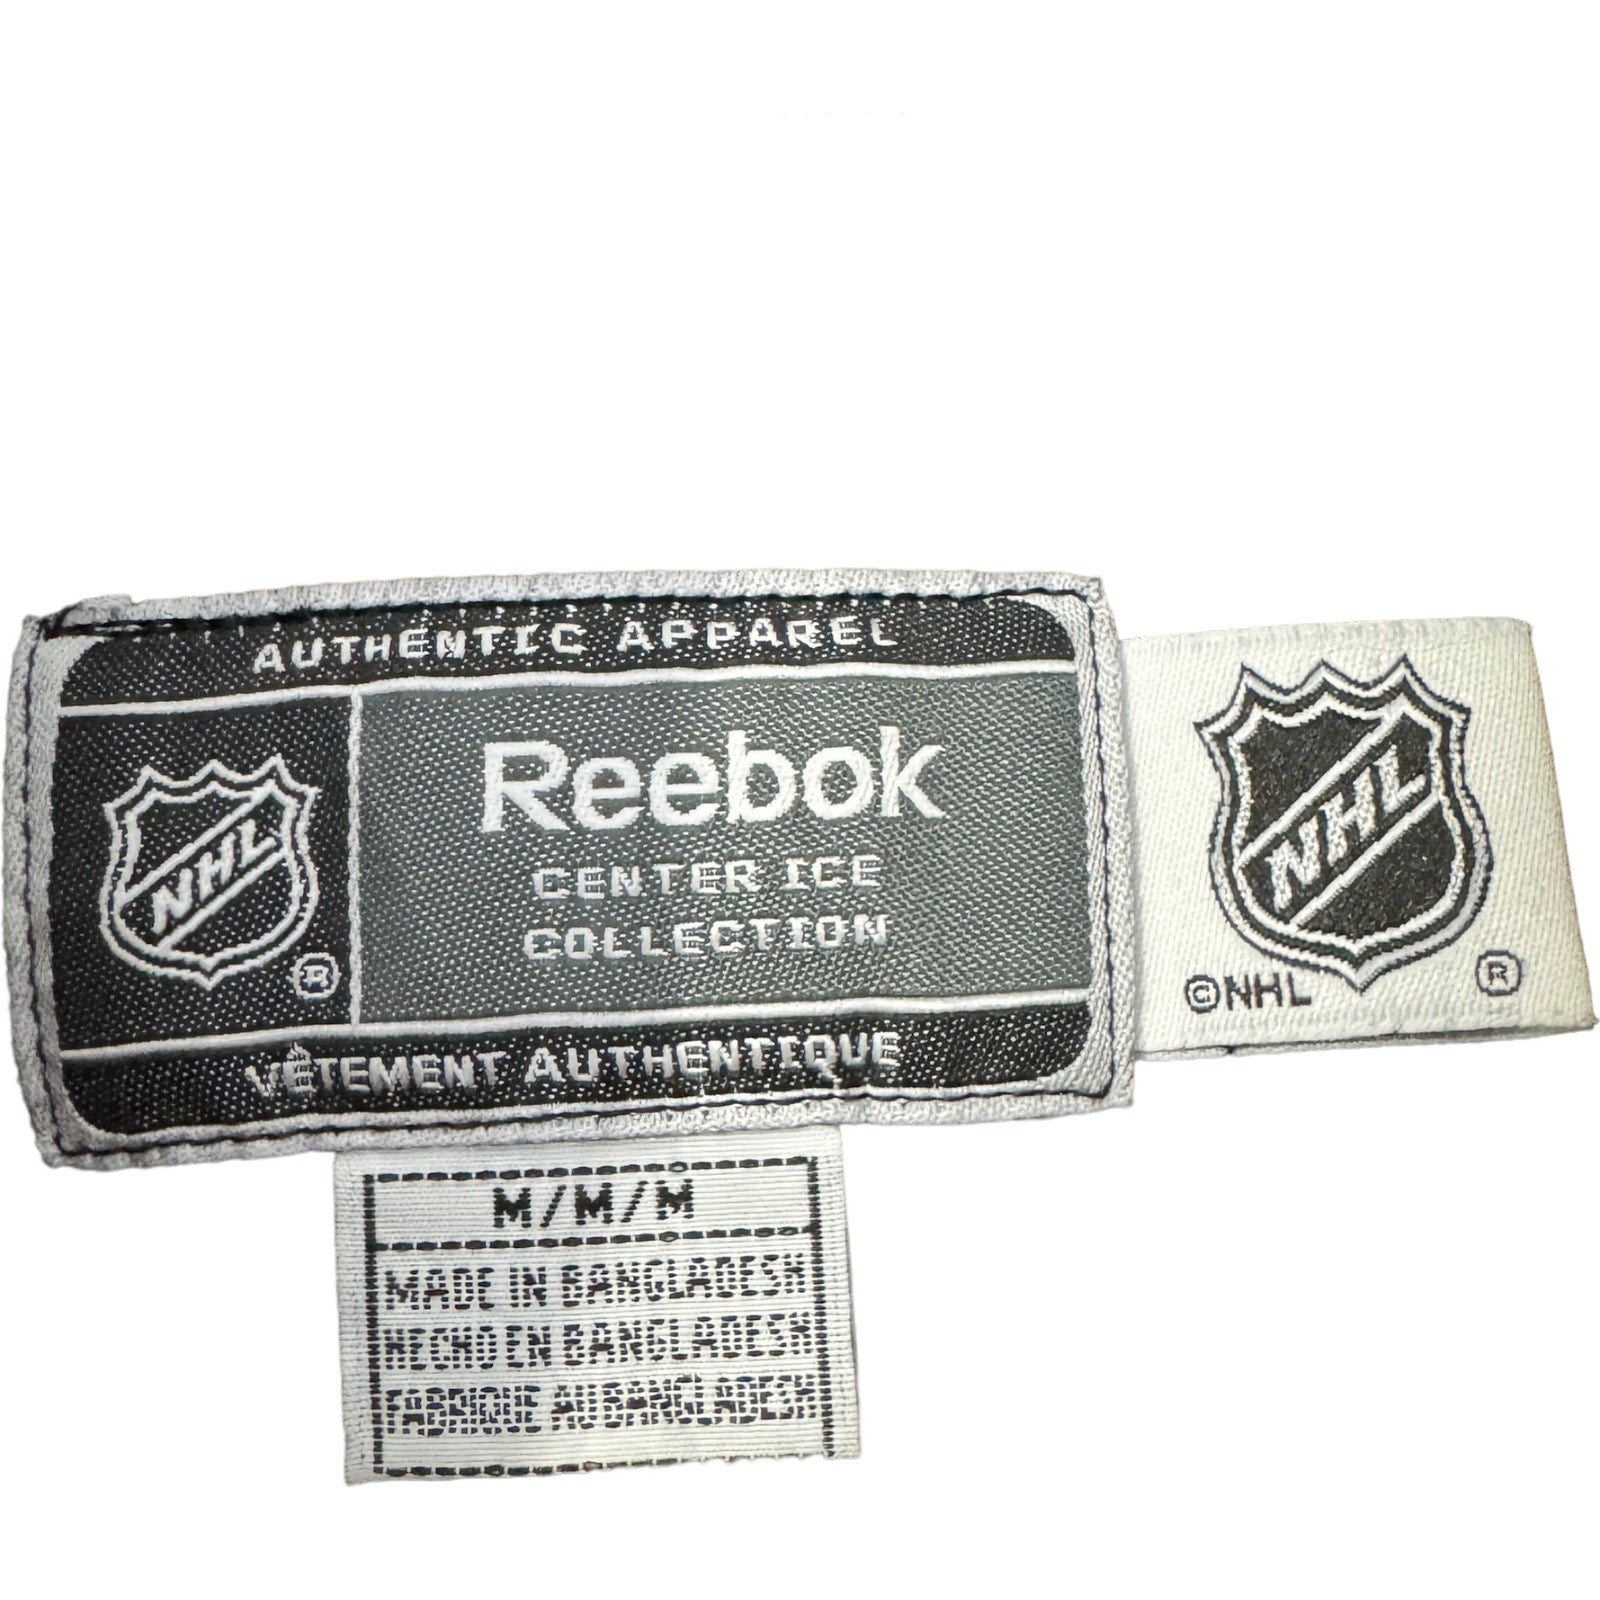 AUTHENTIC APPAREL
NHL
®
Reebok
CENTER ICE
COLLECTION
VÊTEMENT AUTHENTIQUE
NHL
©NHL ®
M/M/M
MADE IN BANGLADESH
HECHO EN BANGLADESH
FABRIQUE AU BANGLADESH